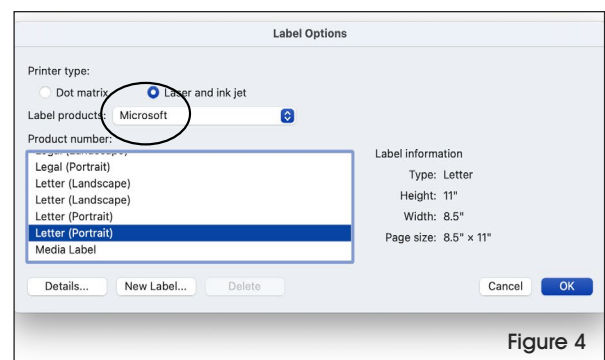 Label Options
Printer type:
Dot matrix Laser and ink jet
Label products: Microsoft
Product number:
Legal (Landscape)
Legal (Portrait)
Letter (Landscape)
Letter (Landscape)
Letter (Portrait)
Letter (Portrait)
Media Label
Label information
Type: Letter
Height: 11"
Width: 8.5"
Page size: 8.5" × 11"
Details... New Label... Delete Cancel OK
Figure 4